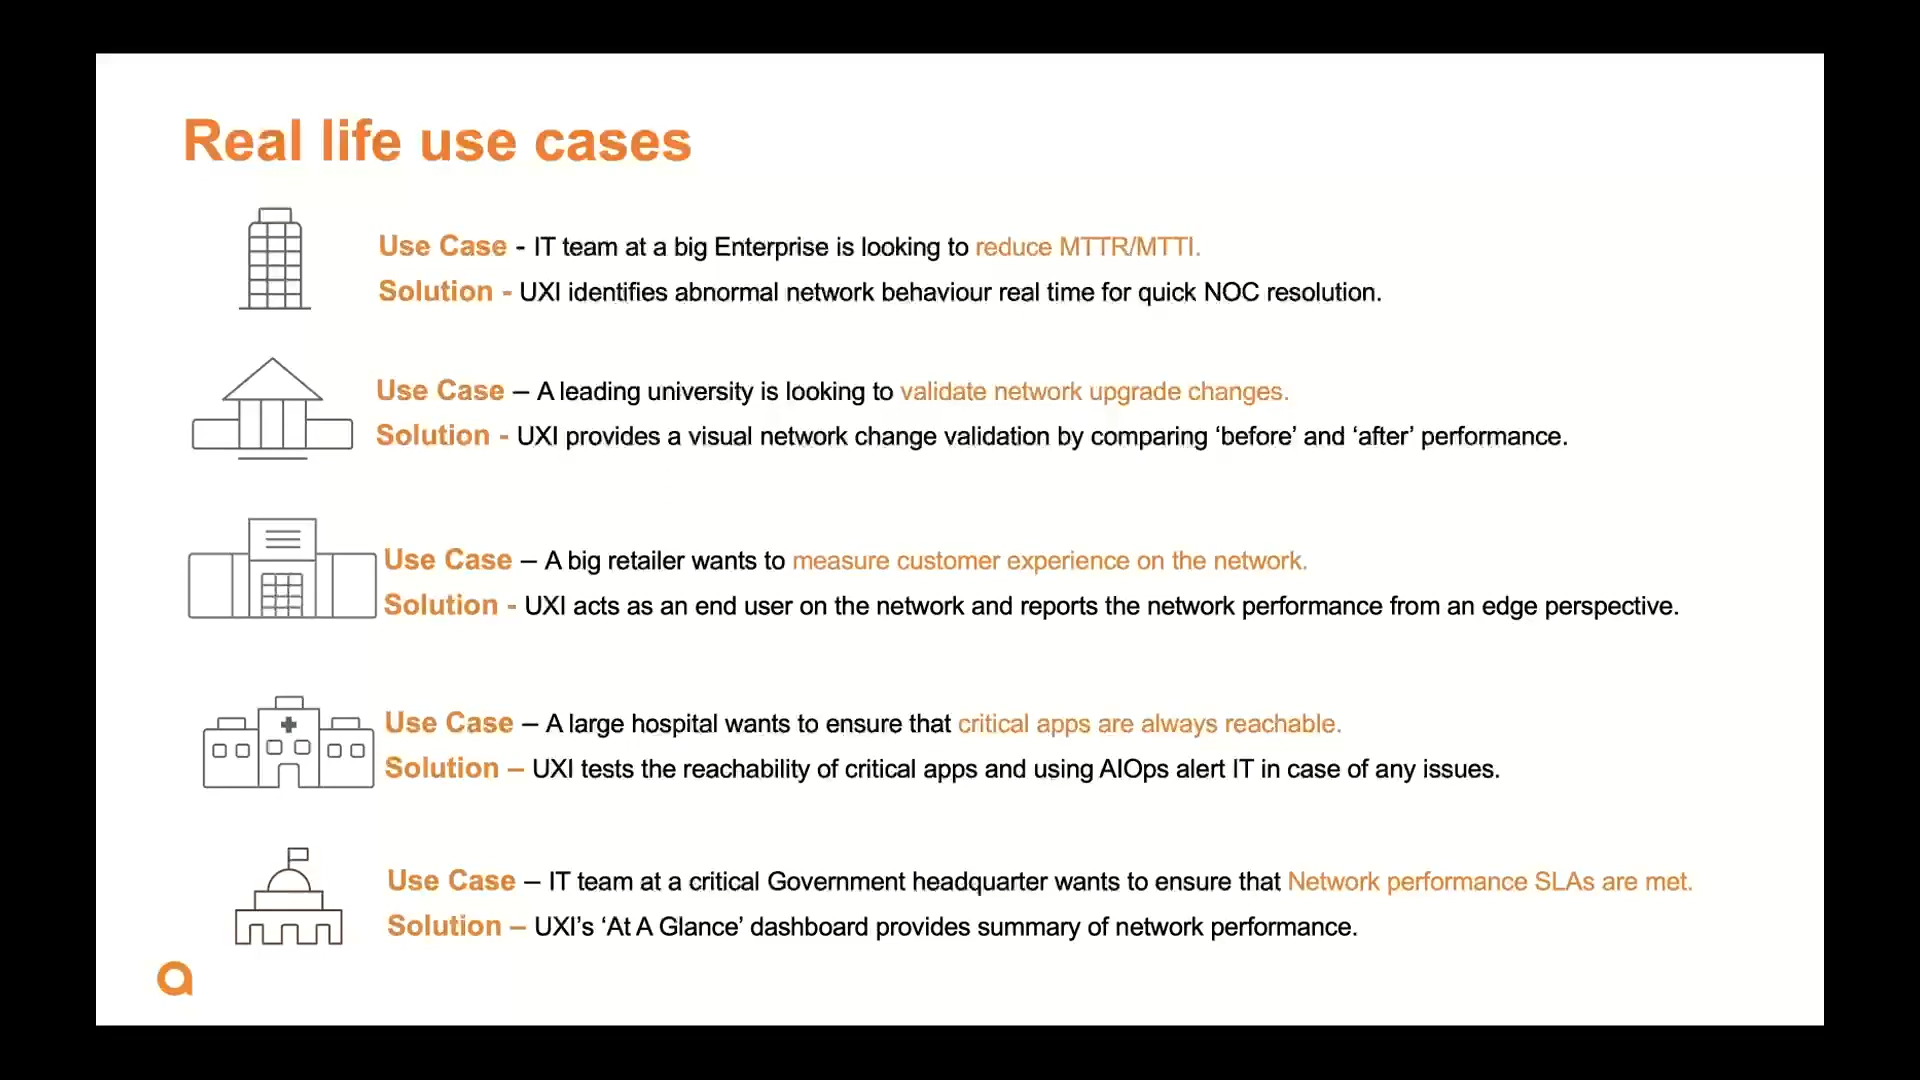 Real life use cases
Use Case - IT team at a big Enterprise is looking to reduce MTTR/MTTI.
Solution - UXI identifies abnormal network behaviour real time for quick NOC resolution.
Use Case – A leading university is looking to validate network upgrade changes.
Solution - UXI provides a visual network change validation by comparing ‘before’ and ‘after’ performance.
Use Case – A big retailer wants to measure customer experience on the network.
Solution - UXI acts as an end user on the network and reports the network performance from an edge perspective.
Use Case – A large hospital wants to ensure that critical apps are always reachable.
Solution – UXI tests the reachability of critical apps and using AIOps alert IT in case of any issues.
Use Case – IT team at a critical Government headquarter wants to ensure that Network performance SLAs are met.
Solution – UXI’s ‘At A Glance’ dashboard provides summary of network performance.